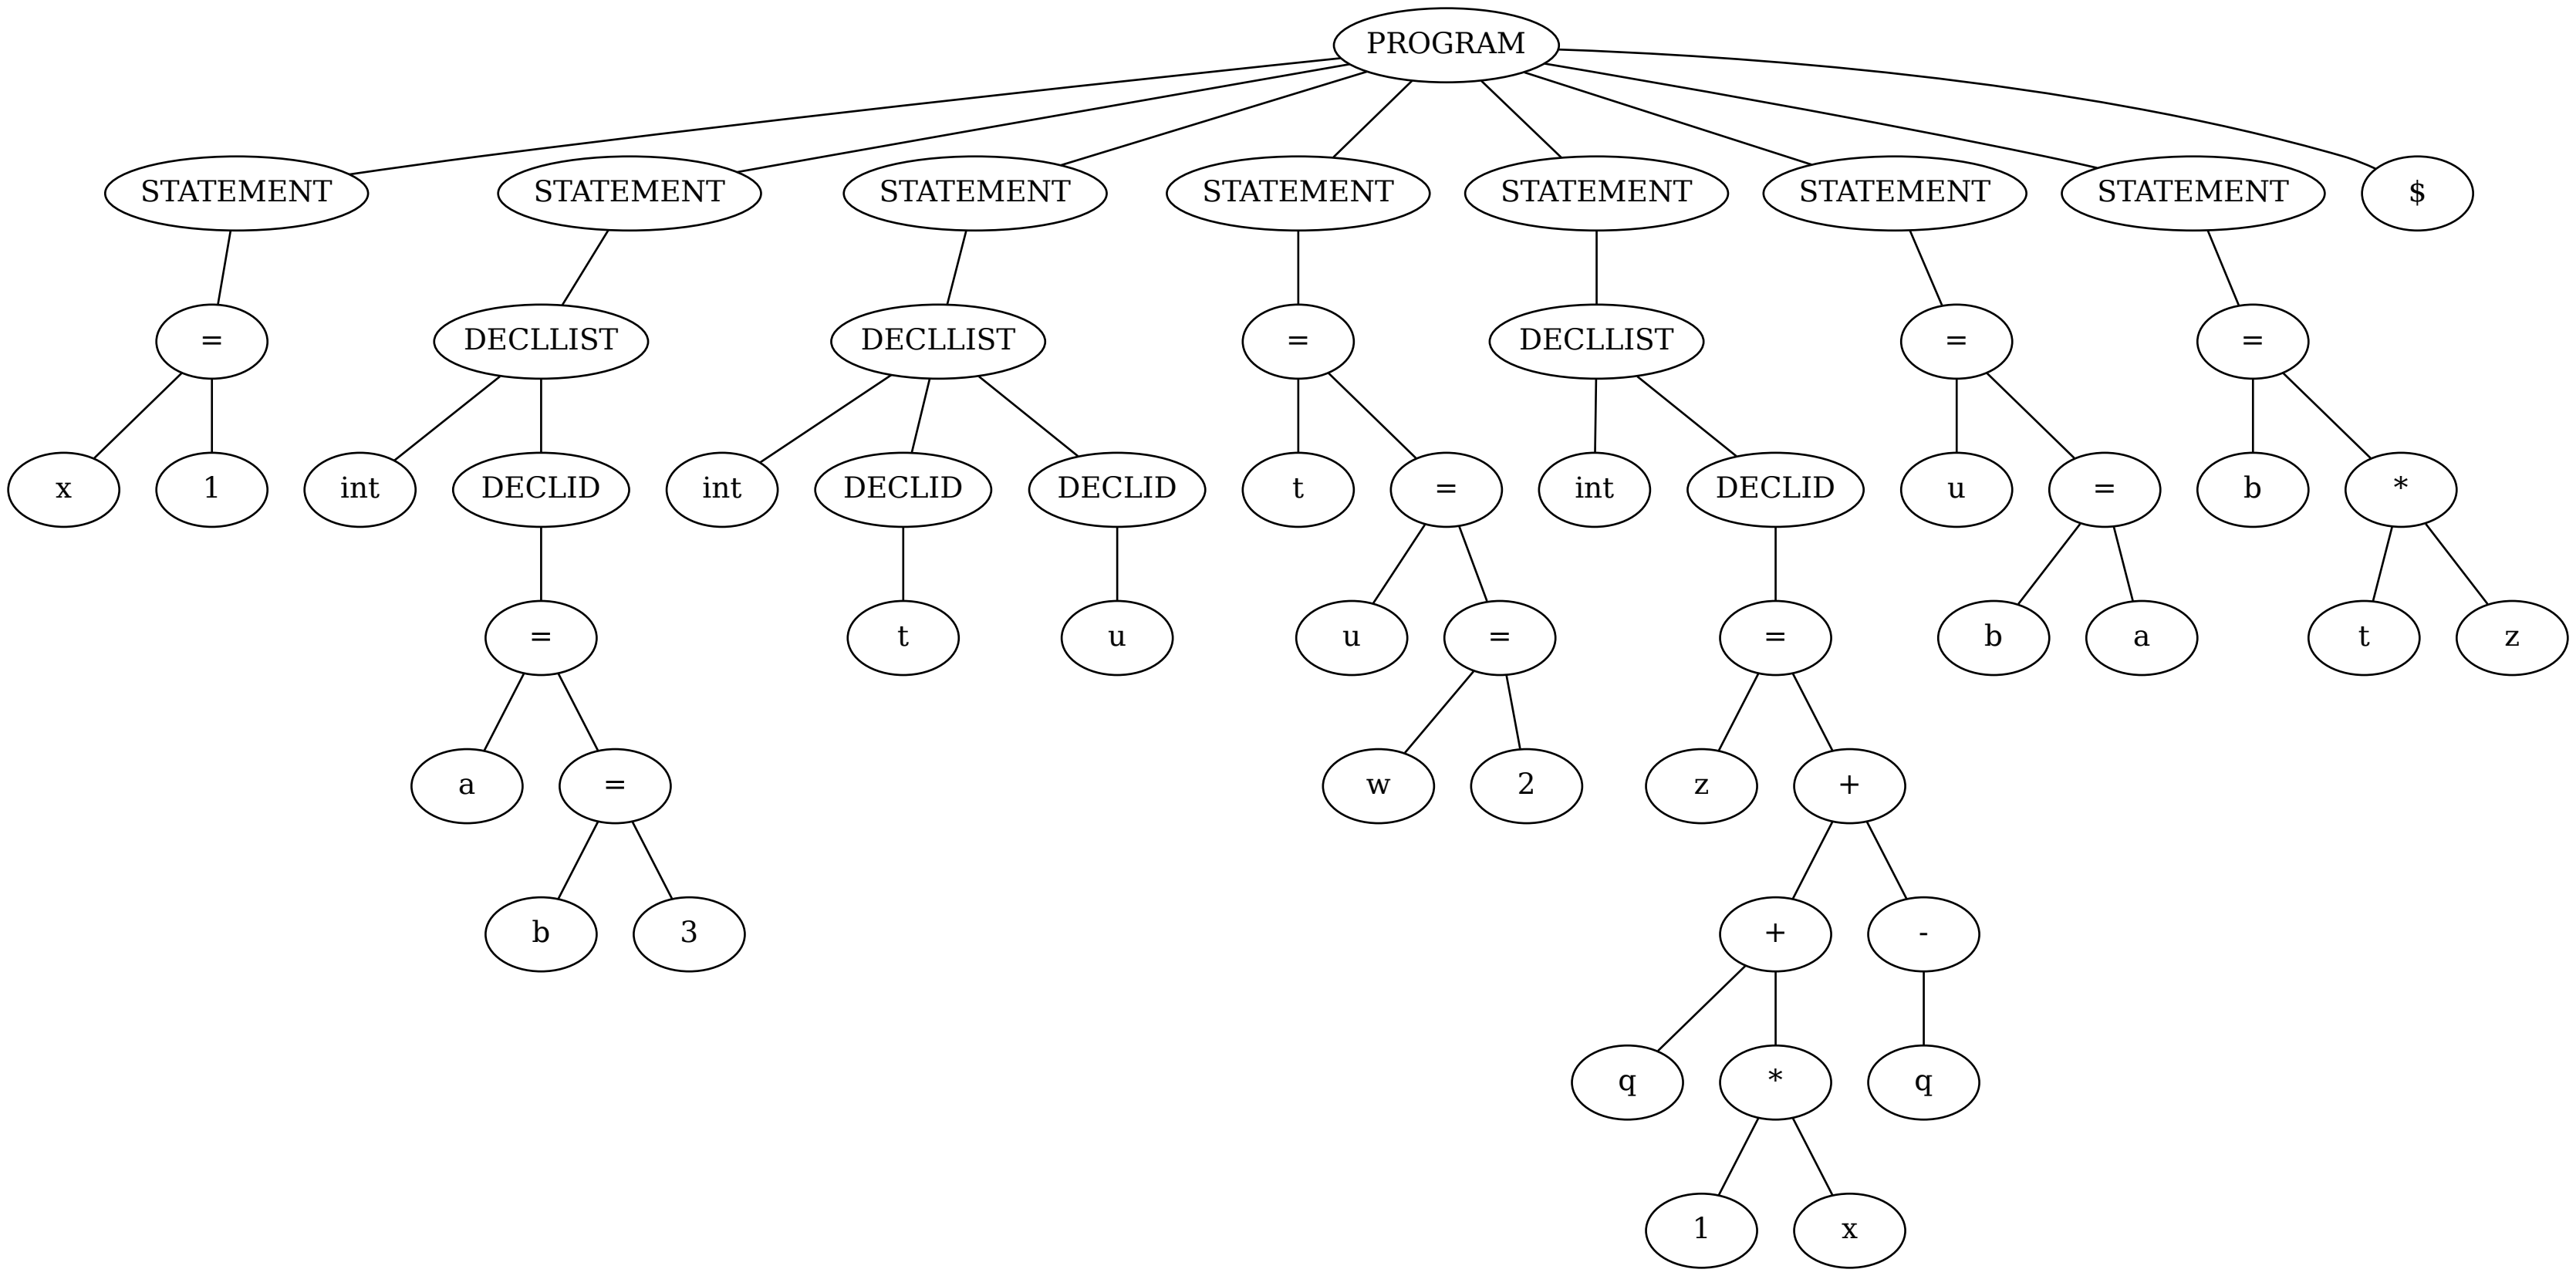 PROGRAM
STATEMENT STATEMENT STATEMENT STATEMENT STATEMENT STATEMENT STATEMENT $
= DECLLIST DECLLIST = DECLLIST = =
x 1 int DECLID int DECLID DECLID t = int DECLID u = b *
= t u u = = b a t z
a = w 2 z +
b 3 + -
q * q
1 x